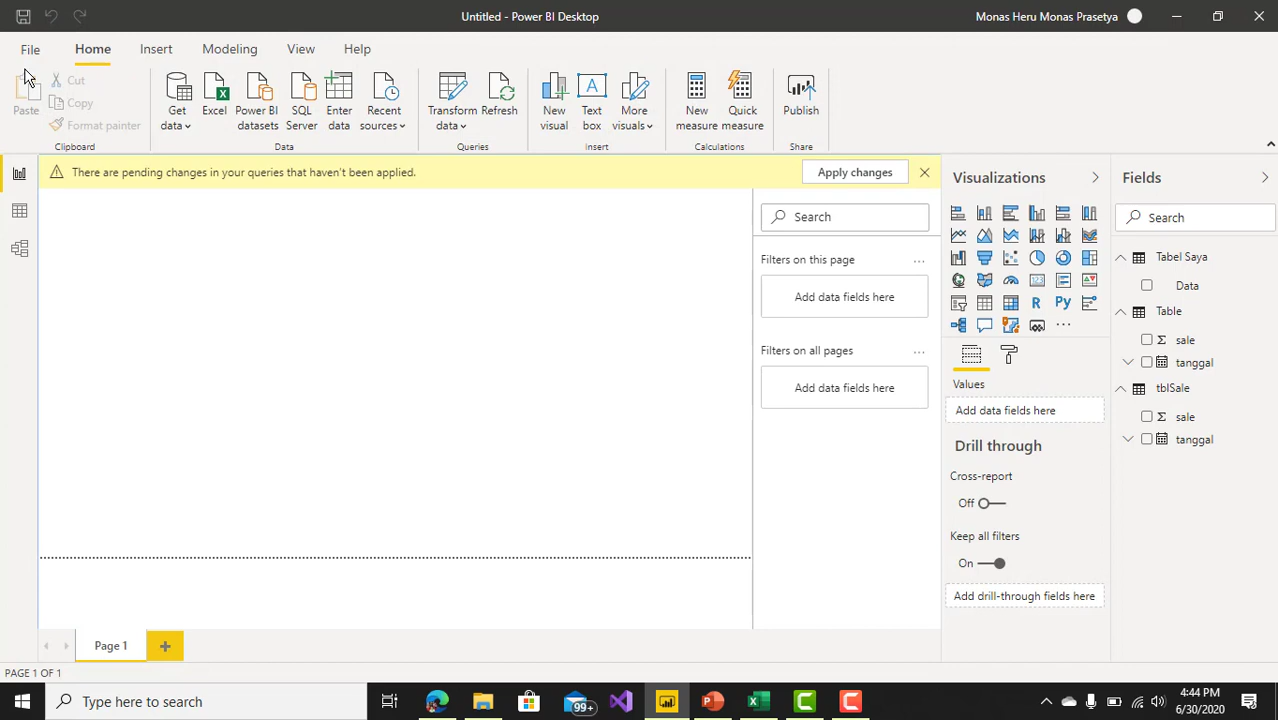 Untitled - Power BI Desktop
Monas Heru Monas Prasetya
File Home Insert Modeling View Help
Paste
Cut
Copy
Format painter
Clipboard
Get data
Excel
Power BI datasets
SQL Server
Enter data
Recent sources
Data
Transform data
Refresh
Queries
New visual
Text box
More visuals
Insert
New measure
Quick measure
Calculations
Publish
Share
There are pending changes in your queries that haven't been applied.
Apply changes
Search
Filters on this page
...
Add data fields here
Filters on all pages
...
Add data fields here
Visualizations
R
Py
...
Values
Add data fields here
Drill through
Cross-report
Off
Keep all filters
On
Add drill-through fields here
Fields
Search
Tabel Saya
Data
Table
Σ sale
tanggal
tblSale
Σ sale
tanggal
Page 1
PAGE 1 OF 1
Type here to search
99+
4:44 PM
6/30/2020